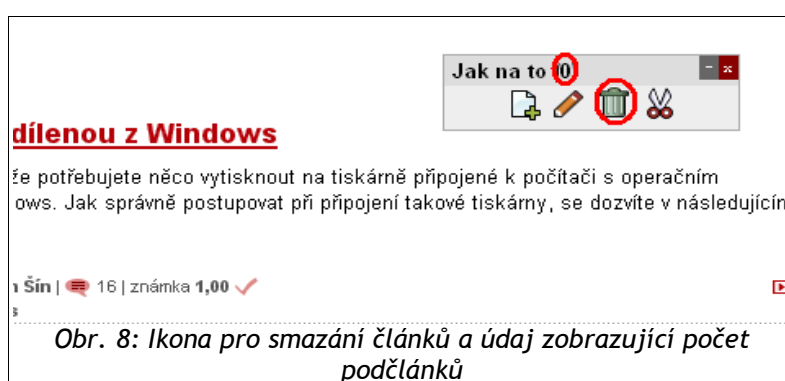 Jak na to 0
dílenou z Windows
že potřebujete něco vytisknout na tiskárně připojené k počítači s operačním
ows. Jak správně postupovat při připojení takové tiskárny, se dozvíte v následujícín
Šín | 16 | známka 1,00
Obr. 8: Ikona pro smazání článků a údaj zobrazující počet
podčlánků